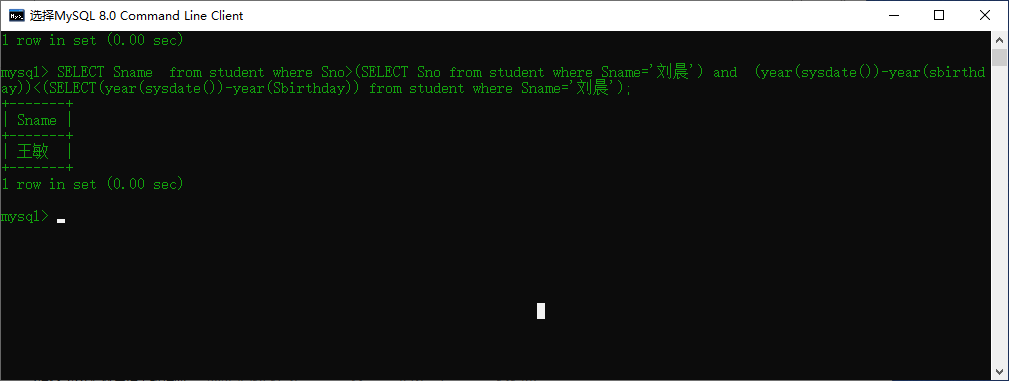 选择MySQL 8.0 Command Line Client
1 row in set (0.00 sec)
mysql> SELECT Sname  from student where Sno>(SELECT Sno from student where Sname='刘晨') and  (year(sysdate())-year(sbirthd
ay))<(SELECT(year(sysdate())-year(Sbirthday)) from student where Sname='刘晨');
+-------+
| Sname |
+-------+
| 王敏  |
+-------+
1 row in set (0.00 sec)
mysql>